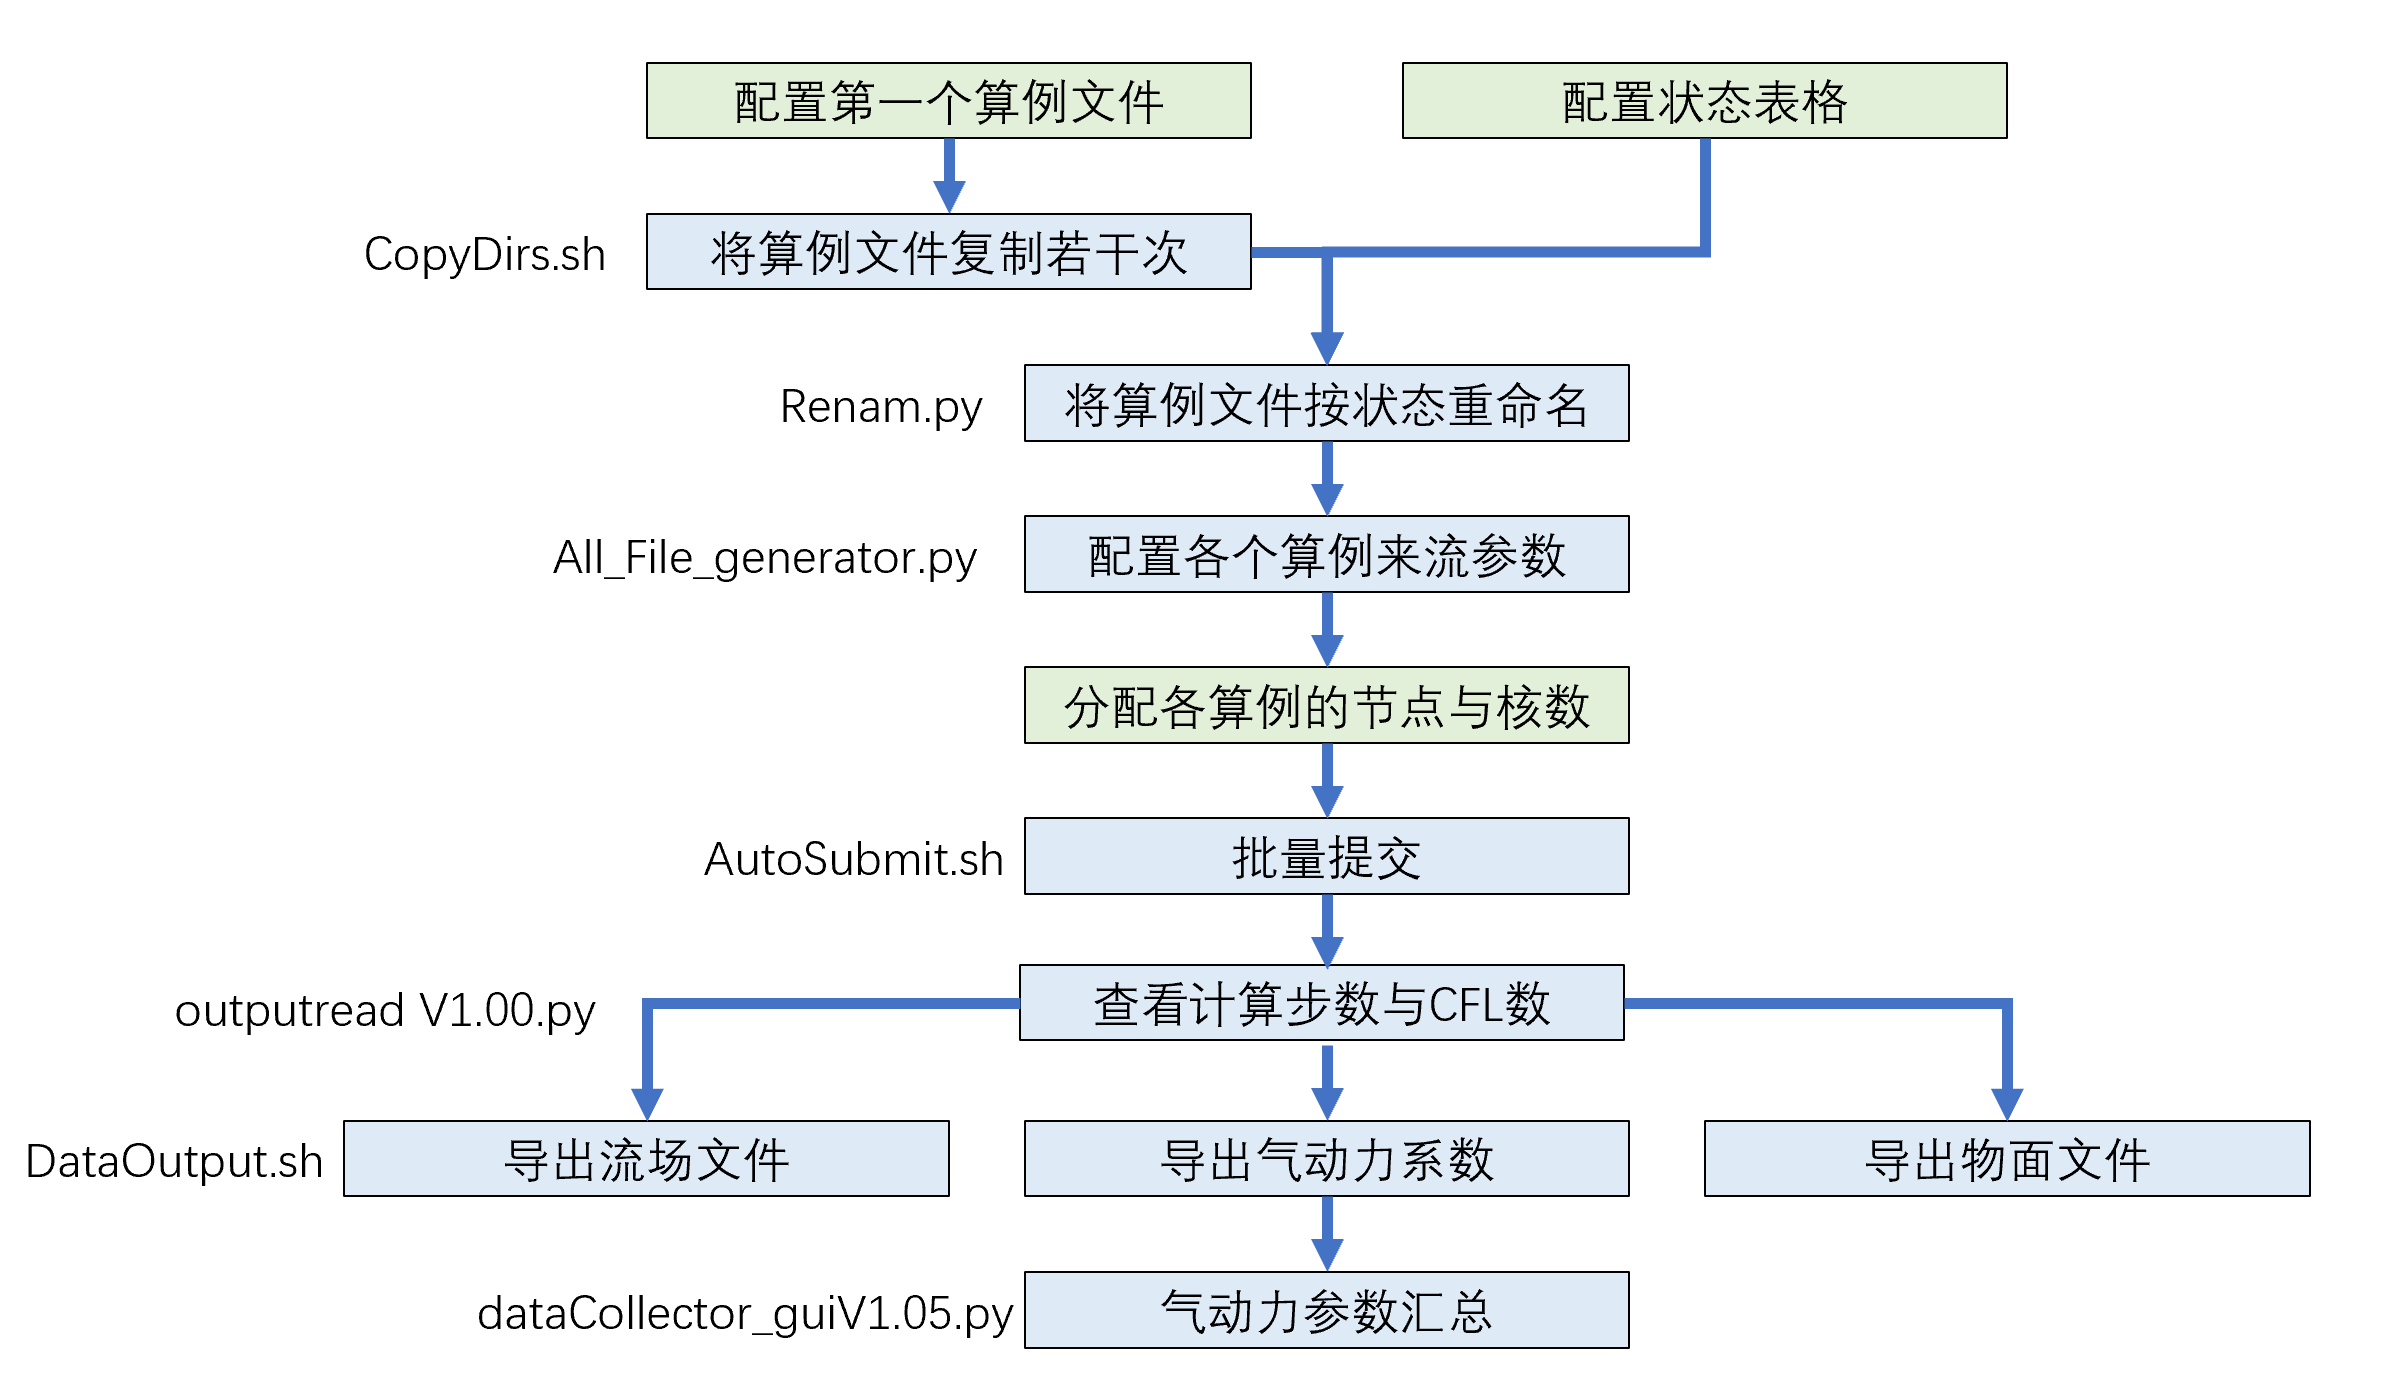 配置第一个算例文件
配置状态表格
CopyDirs.sh
将算例文件复制若干次
Renam.py
将算例文件按状态重命名
All_File_generator.py
配置各个算例来流参数
分配各算例的节点与核数
AutoSubmit.sh
批量提交
outputread V1.00.py
查看计算步数与CFL数
DataOutput.sh
导出流场文件
导出气动力系数
导出物面文件
dataCollector_guiV1.05.py
气动力参数汇总